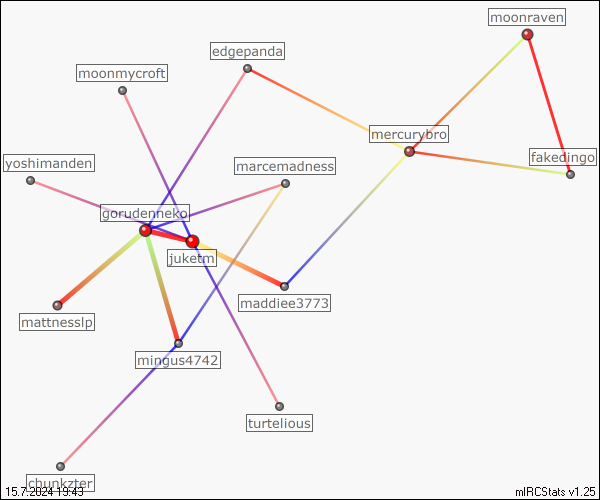 moonraven
edgepanda
moonmycroft
mercurybro
fakedingo
yoshimanden
marcemadness
gorudenneko
juketm
maddiee3773
mattnesslp
mingus4742
turtelious
chunkzter
15.7.2024 19:43
mIRCStats v1.25